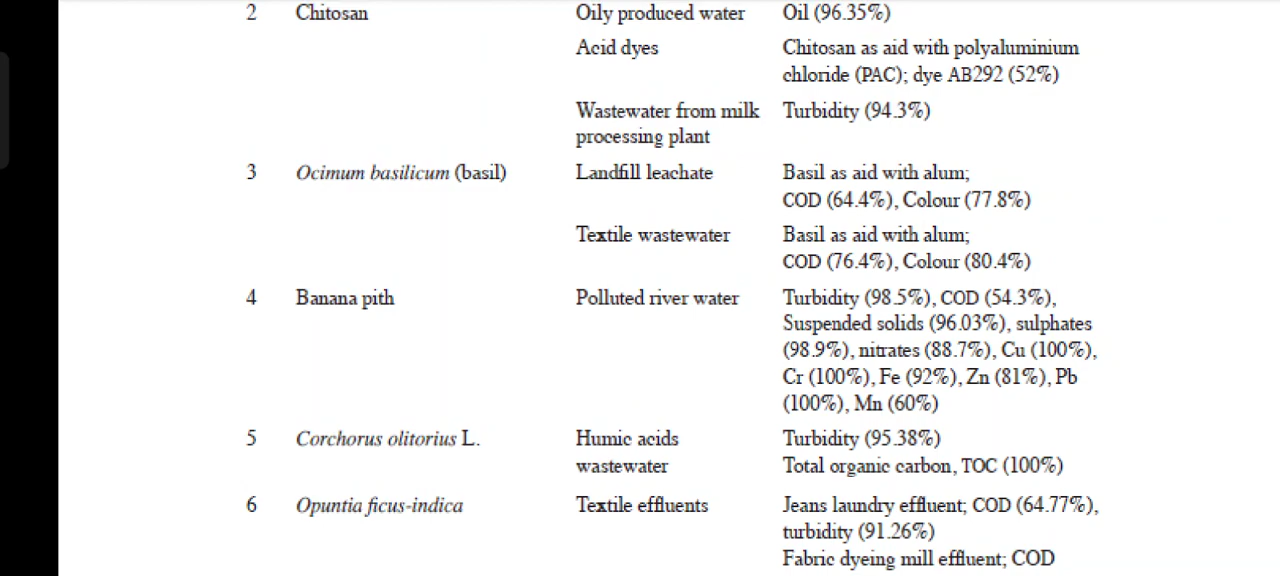 2 Chitosan Oily produced water Oil (96.35%)
Acid dyes Chitosan as aid with polyaluminium
chloride (PAC); dye AB292 (52%)
Wastewater from milk Turbidity (94.3%)
processing plant
3 Ocimum basilicum (basil) Landfill leachate Basil as aid with alum;
COD (64.4%), Colour (77.8%)
Textile wastewater Basil as aid with alum;
COD (76.4%), Colour (80.4%)
4 Banana pith Polluted river water Turbidity (98.5%), COD (54.3%),
Suspended solids (96.03%), sulphates
(98.9%), nitrates (88.7%), Cu (100%),
Cr (100%), Fe (92%), Zn (81%), Pb
(100%), Mn (60%)
5 Corchorus olitorius L. Humic acids Turbidity (95.38%)
wastewater Total organic carbon, TOC (100%)
6 Opuntia ficus-indica Textile effluents Jeans laundry effluent; COD (64.77%),
turbidity (91.26%)
Fabric dyeing mill effluent; COD